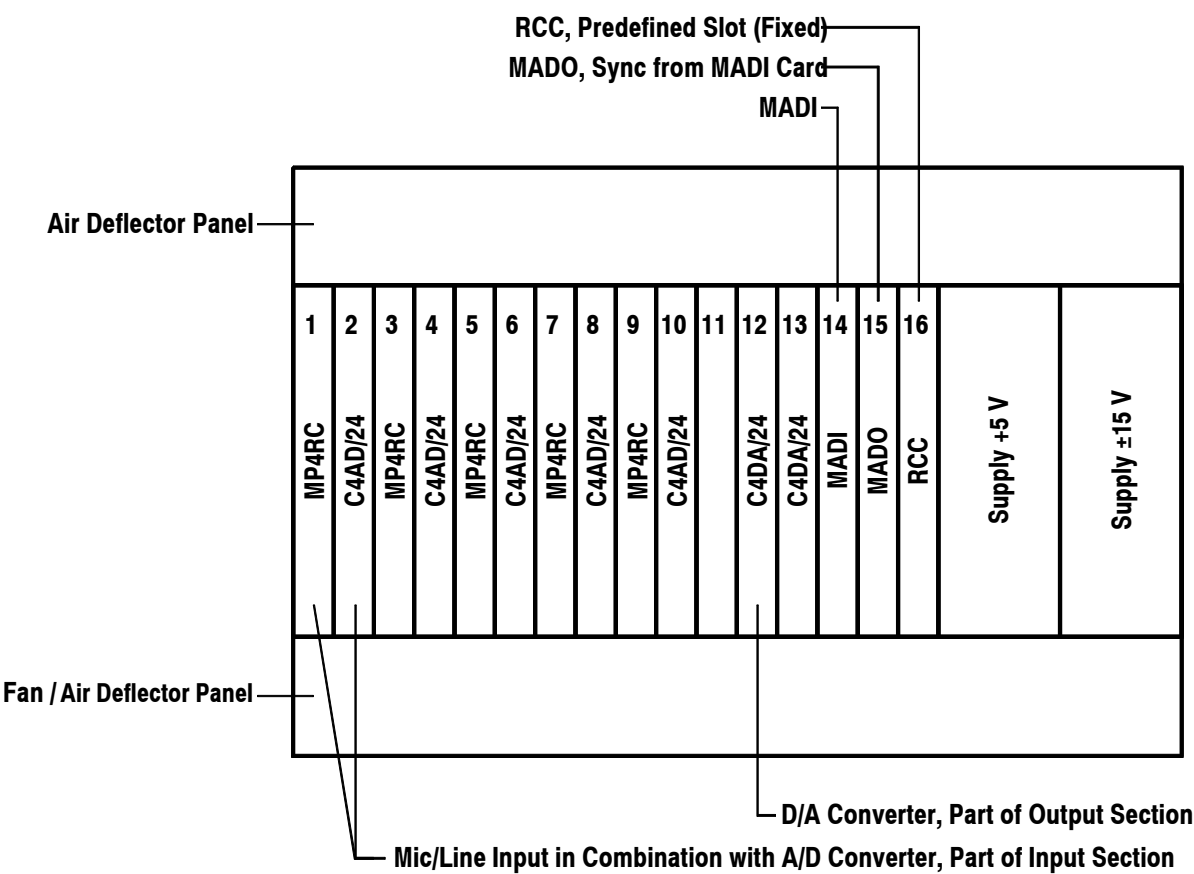 RCC, Predefined Slot (Fixed)
MADO, Sync from MADI Card
MADI
Air Deflector Panel
1 2 3 4 5 6 7 8 9 10 11 12 13 14 15 16
MP4RC
C4AD/24
MP4RC
C4AD/24
MP4RC
C4AD/24
MP4RC
C4AD/24
MP4RC
C4AD/24
C4DA/24
C4DA/24
MADI
MADO
RCC
Supply +5 V
Supply ±15 V
Fan / Air Deflector Panel
D/A Converter, Part of Output Section
Mic/Line Input in Combination with A/D Converter, Part of Input Section